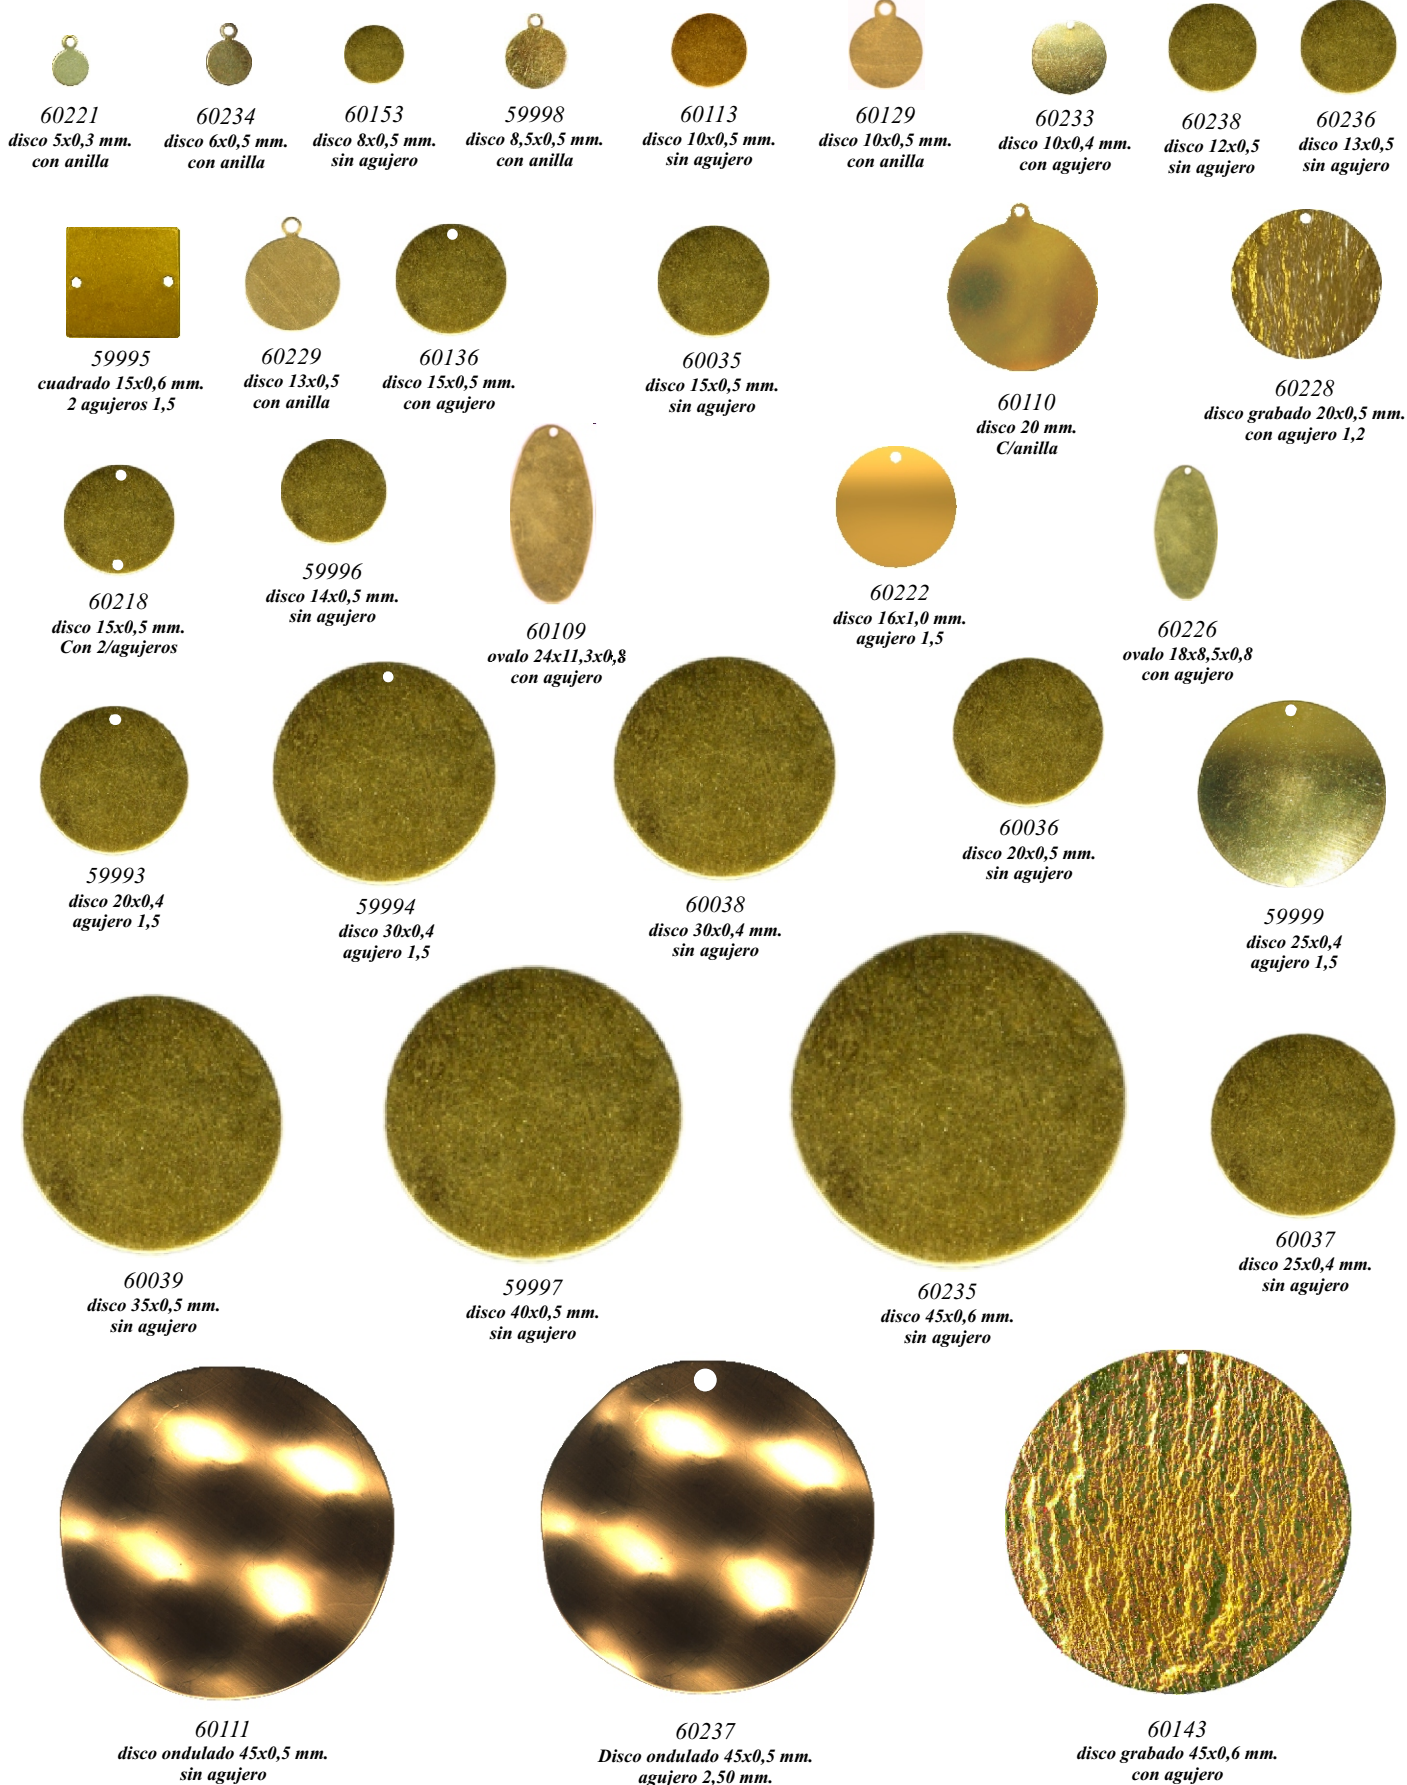 60221
disco 5x0,3 mm.
con anilla
60234
disco 6x0,5 mm.
con anilla
60153
disco 8x0,5 mm.
sin agujero
59998
disco 8,5x0,5 mm.
con anilla
60113
disco 10x0,5 mm.
sin agujero
60129
disco 10x0,5 mm.
con anilla
60233
disco 10x0,4 mm.
con agujero
60238
disco 12x0,5
sin agujero
60236
disco 13x0,5
sin agujero
59995
cuadrado 15x0,6 mm.
2 agujeros 1,5
60229
disco 13x0,5
con anilla
60136
disco 15x0,5 mm.
con agujero
60035
disco 15x0,5 mm.
sin agujero
60110
disco 20 mm.
C/anilla
60228
disco grabado 20x0,5 mm.
con agujero 1,2
60218
disco 15x0,5 mm.
Con 2/agujeros
59996
disco 14x0,5 mm.
sin agujero
60109
ovalo 24x11,3x0,8
con agujero
60222
disco 16x1,0 mm.
agujero 1,5
60226
ovalo 18x8,5x0,8
con agujero
59993
disco 20x0,4
agujero 1,5
59994
disco 30x0,4
agujero 1,5
60038
disco 30x0,4 mm.
sin agujero
60036
disco 20x0,5 mm.
sin agujero
59999
disco 25x0,4
agujero 1,5
60039
disco 35x0,5 mm.
sin agujero
59997
disco 40x0,5 mm.
sin agujero
60235
disco 45x0,6 mm.
sin agujero
60037
disco 25x0,4 mm.
sin agujero
60111
disco ondulado 45x0,5 mm.
sin agujero
60237
Disco ondulado 45x0,5 mm.
agujero 2,50 mm.
60143
disco grabado 45x0,6 mm.
con agujero